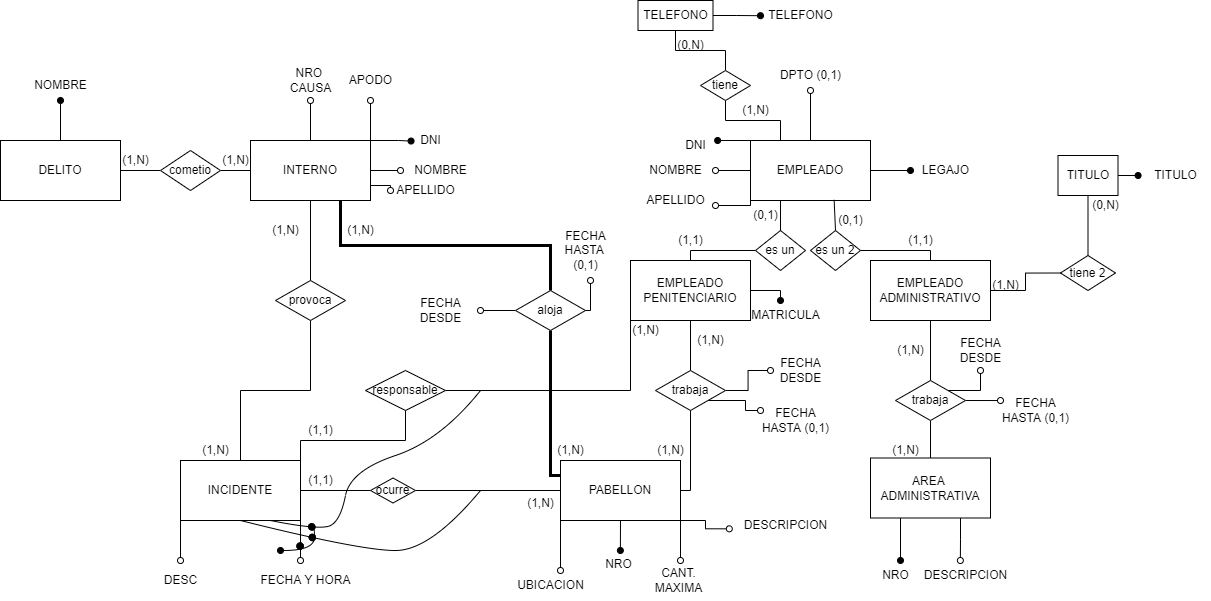 TELEFONO
TELEFONO
(0,N)
NRO
CAUSA
APODO
NOMBRE
tiene
DPTO (0,1)
(1,N)
DNI
DNI
DELITO
(1,N)
cometio
(1,N)
INTERNO
NOMBRE
APELLIDO
NOMBRE
APELLIDO
EMPLEADO
LEGAJO
TITULO
TITULO
(0,N)
(0,1)
(0,1)
(1,N)
(1,N)
FECHA
HASTA
(0,1)
(1,1)
es un
es un 2
(1,1)
tiene 2
(1,N)
EMPLEADO
PENITENCIARIO
EMPLEADO
ADMINISTRATIVO
provoca
FECHA
DESDE
aloja
MATRICULA
(1,N)
(1,N)
(1,N)
FECHA
DESDE
FECHA
DESDE
responsable
trabaja
trabaja
FECHA
HASTA (0,1)
FECHA
HASTA (0,1)
(1,1)
(1,N)
(1,N)
(1,N)
(1,N)
INCIDENTE
(1,1)
ocurre
(1,N)
PABELLON
AREA
ADMINISTRATIVA
DESCRIPCION
DESC
FECHA Y HORA
UBICACION
NRO
CANT.
MAXIMA
NRO
DESCRIPCION